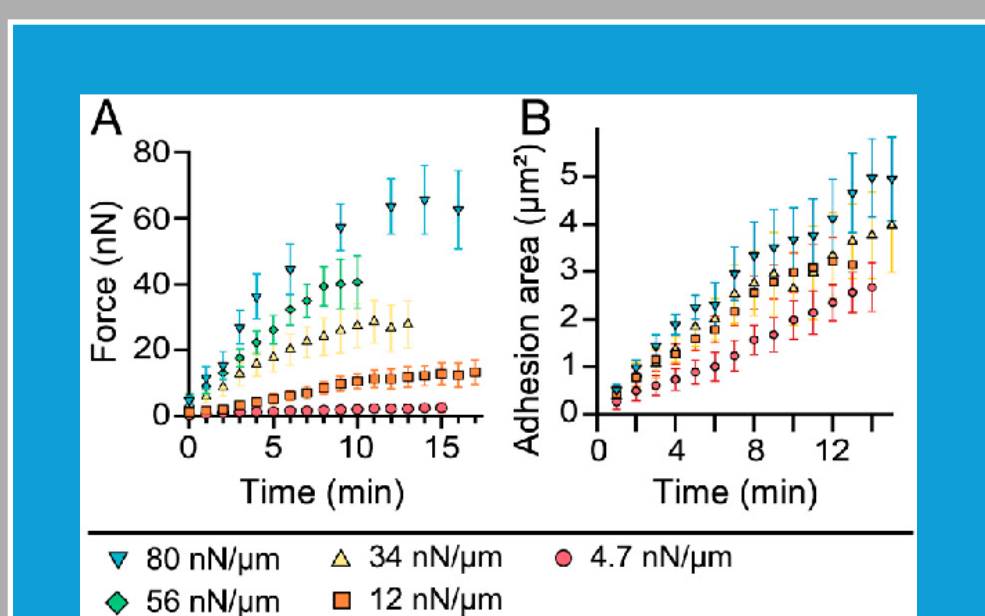 A
B
Force (nN)
80
60
40
20
0
0 5 10 15
Time (min)
Adhesion area (µm²)
5
4
3
2
1
0
0 4 8 12
Time (min)
80 nN/µm 34 nN/µm 4.7 nN/µm
56 nN/µm 12 nN/µm